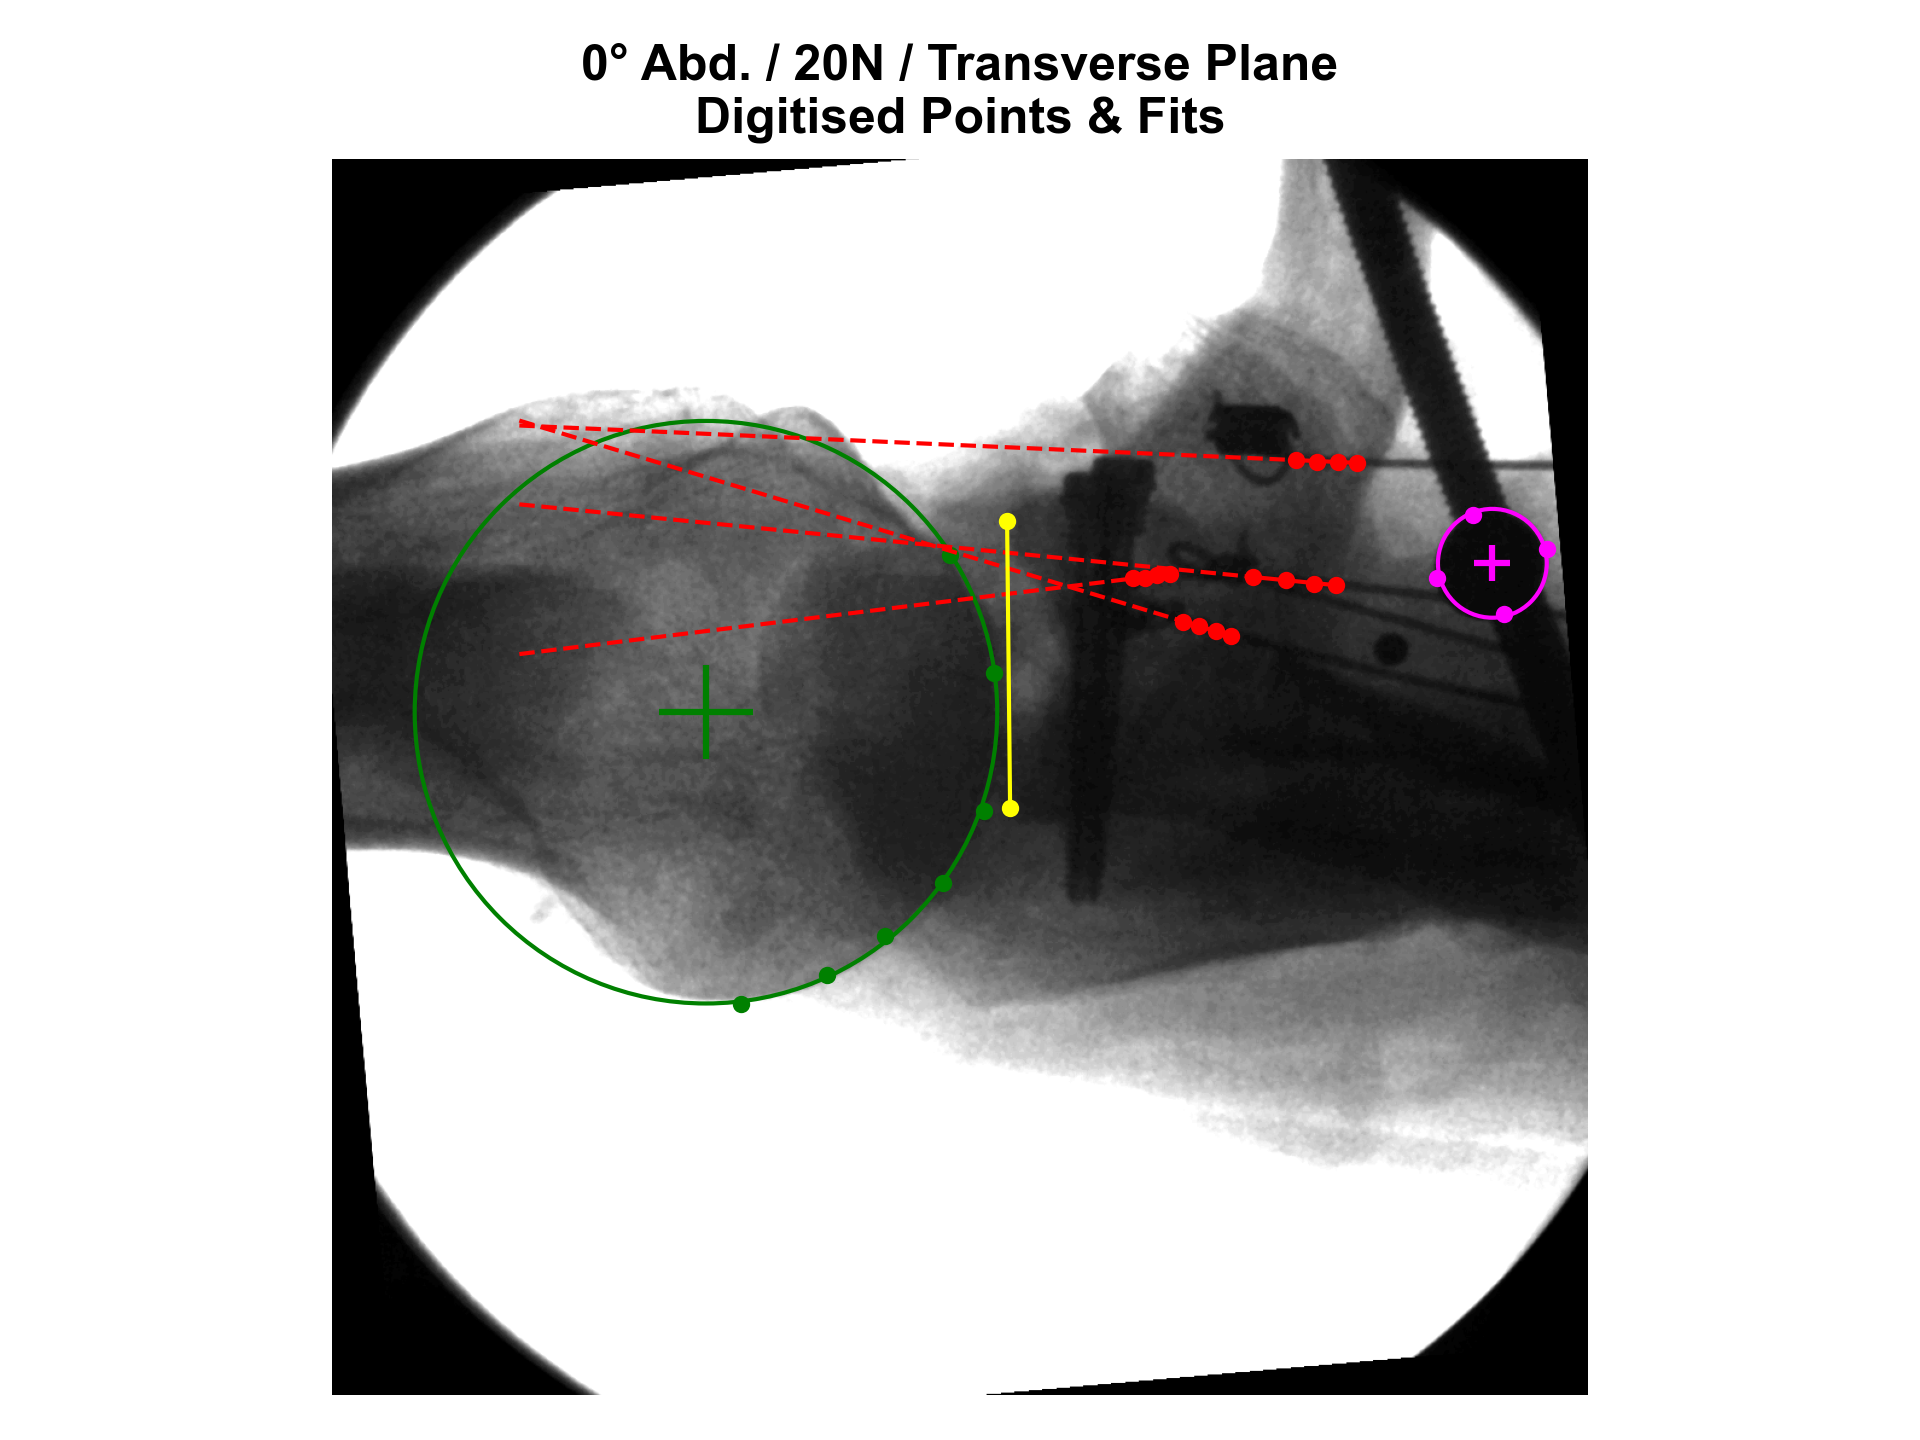 0° Abd. / 20N / Transverse Plane
Digitised Points & Fits